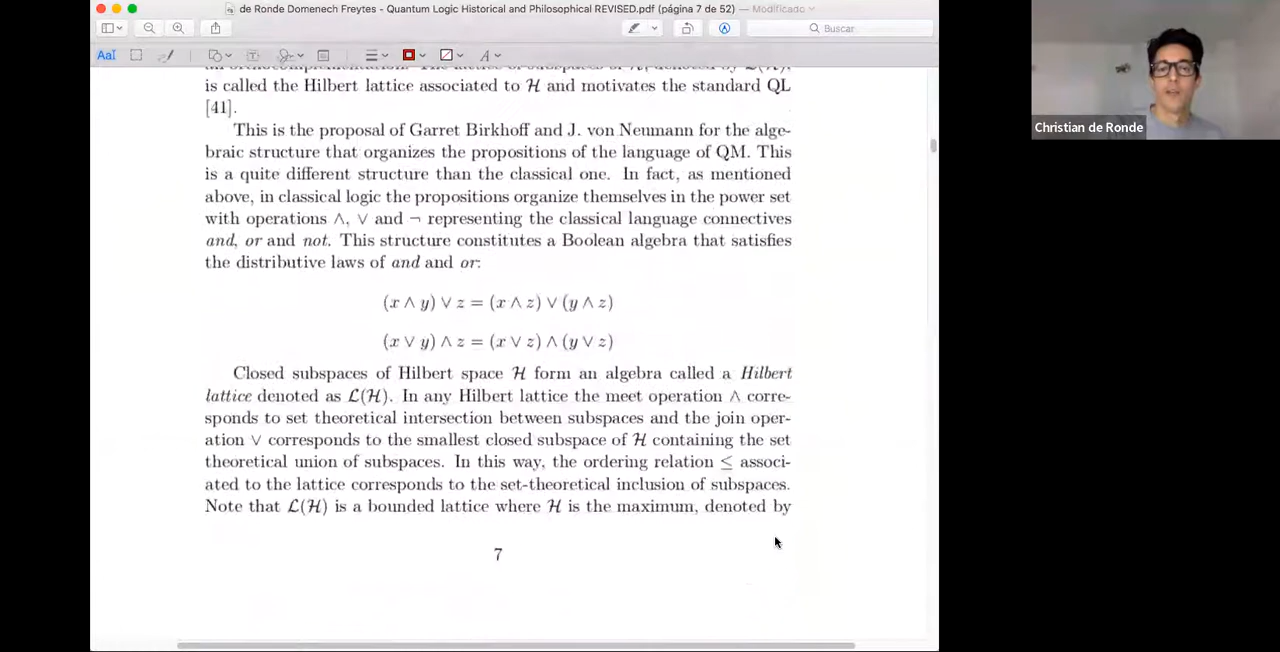 de Ronde Domenech Freytes - Quantum Logic Historical and Philosophical REVISED.pdf (página 7 de 52) — Modificado
Buscar
AaI
A
is called the Hilbert lattice associated to ℋ and motivates the standard QL
[41].
This is the proposal of Garret Birkhoff and J. von Neumann for the alge-
braic structure that organizes the propositions of the language of QM. This
is a quite different structure than the classical one. In fact, as mentioned
above, in classical logic the propositions organize themselves in the power set
with operations ∧, ∨ and ¬ representing the classical language connectives
and, or and not. This structure constitutes a Boolean algebra that satisfies
the distributive laws of and and or:
(x ∧ y) ∨ z = (x ∧ z) ∨ (y ∧ z)
(x ∨ y) ∧ z = (x ∨ z) ∧ (y ∨ z)
Closed subspaces of Hilbert space ℋ form an algebra called a Hilbert
lattice denoted as ℒ(ℋ). In any Hilbert lattice the meet operation ∧ corre-
sponds to set theoretical intersection between subspaces and the join oper-
ation ∨ corresponds to the smallest closed subspace of ℋ containing the set
theoretical union of subspaces. In this way, the ordering relation ≤ associ-
ated to the lattice corresponds to the set-theoretical inclusion of subspaces.
Note that ℒ(ℋ) is a bounded lattice where ℋ is the maximum, denoted by
7
Christian de Ronde